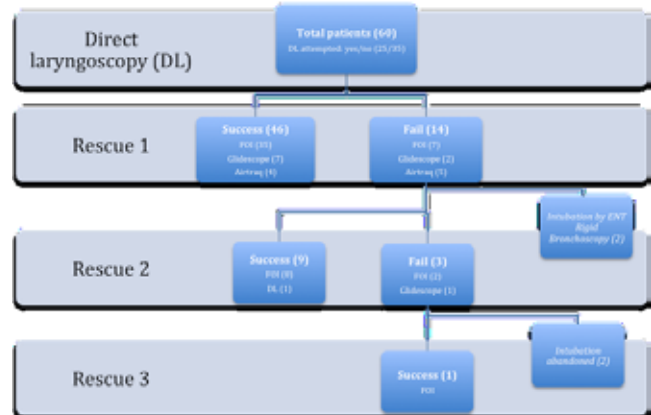 Direct
laryngoscopy (DL)
Total patients (60)
DL attempted: yes/no (25/35)
Rescue 1
Success (46)
FOI (35)
Glidescope (7)
Airtraq (4)
Fail (14)
FOI (7)
Glidescope (2)
Airtraq (5)
Intubation by ENT
Rigid
Bronchoscopy (2)
Rescue 2
Success (9)
FOI (8)
DL (1)
Fail (3)
FOI (2)
Glidescope (1)
Intubation
abandoned (2)
Rescue 3
Success (1)
FOI